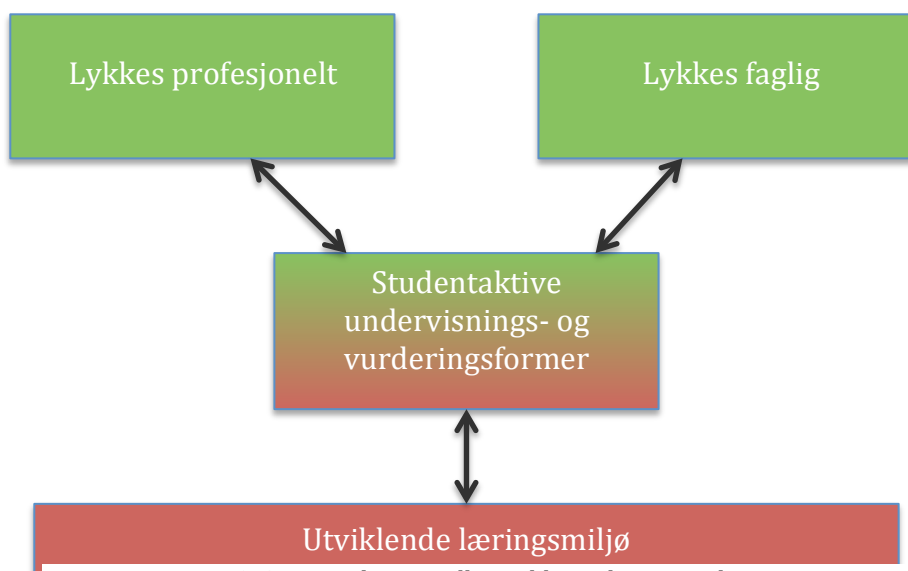 Lykkes profesjonelt
Lykkes faglig
Studentaktive
undervisnings- og
vurderingsformer
Utviklende læringsmiljø